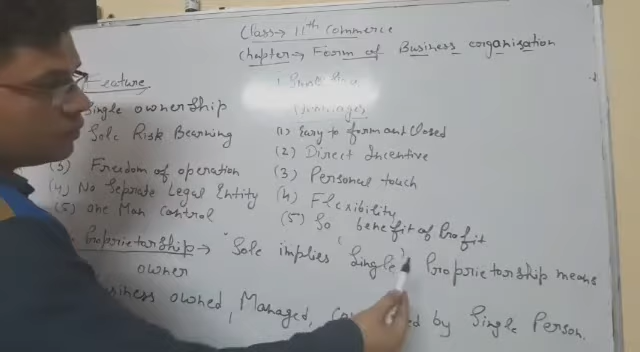 Class→ 11th Commerce
Chapter→ Form of Business organisation
Feature
Single ownership
Sole Risk Bearning
(3) Freedom of operation
(4) No Seprate Legal Entity
(5) One Man Control
(1) Easy to form and Closed
(2) Direct Incentive
(3) Personal touch
(4) Flexibility
(5) So benefit of Profit
Proprietorship → "Sole implies "Single" Proprietorship means
owner
Business owned, Managed, by Single Person.